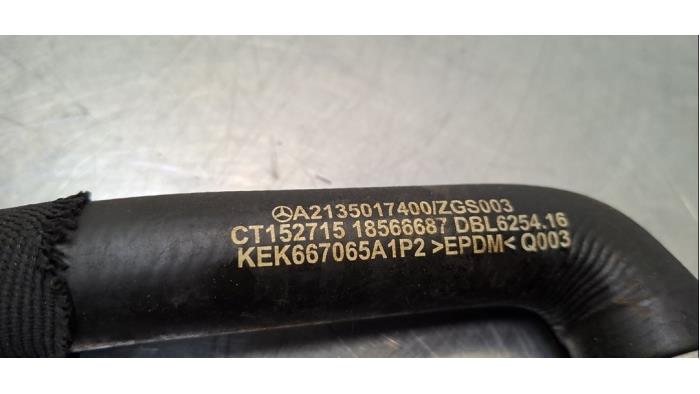 A2135017400/ZGS003
CT152715 18566687 DBL6254.16
KEK667065A1P2 >EPDM< Q003